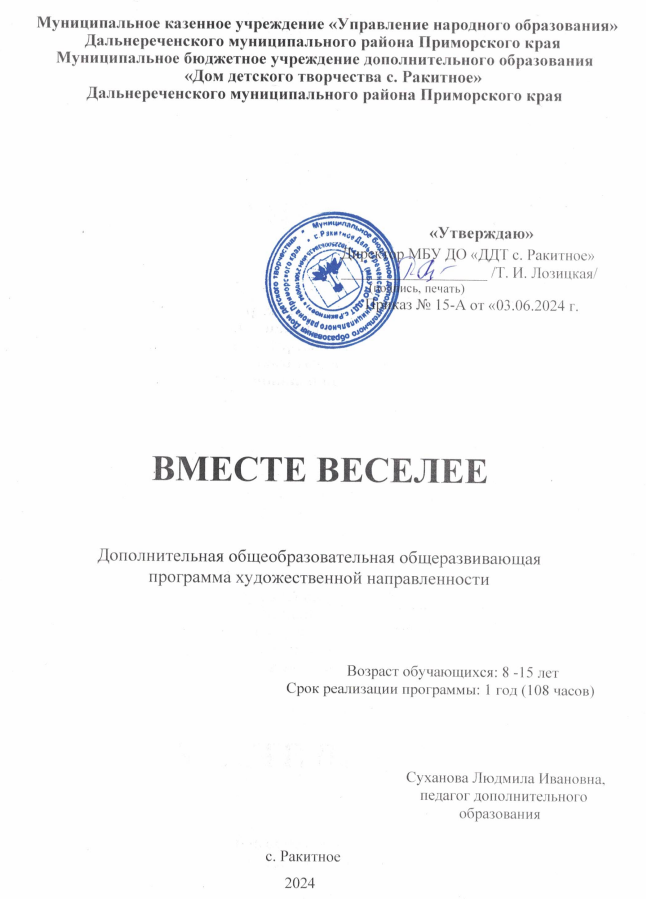 Муниципальное казенное учреждение «Управление народного образования»
Дальнереченского муниципального района Приморского края
Муниципальное бюджетное учреждение дополнительного образования
«Дом детского творчества с. Ракитное»
Дальнереченского муниципального района Приморского края
«Утверждаю»
Директор МБУ ДО «ДДТ с. Ракитное»
/Т. И. Лозицкая/
(подпись, печать)
Приказ № 15-А от «03.06.2024 г.
ВМЕСТЕ ВЕСЕЛЕЕ
Дополнительная общеобразовательная общеразвивающая
программа художественной направленности
Возраст обучающихся: 8 -15 лет
Срок реализации программы: 1 год (108 часов)
Суханова Людмила Ивановна,
педагог дополнительного
образования
с. Ракитное
2024